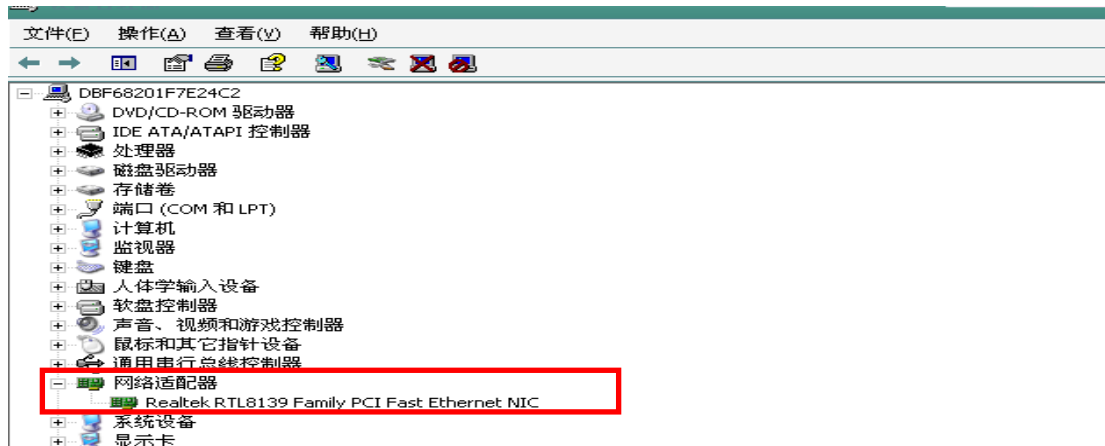 文件(F) 操作(A) 查看(V) 帮助(H)
DBF68201F7E24C2
DVD/CD-ROM 驱动器
IDE ATA/ATAPI 控制器
处理器
磁盘驱动器
存储卷
端口 (COM 和 LPT)
计算机
监视器
键盘
人体学输入设备
软盘控制器
声音、视频和游戏控制器
鼠标和其它指针设备
通用串行总线控制器
网络适配器
Realtek RTL8139 Family PCI Fast Ethernet NIC
系统设备
显示卡